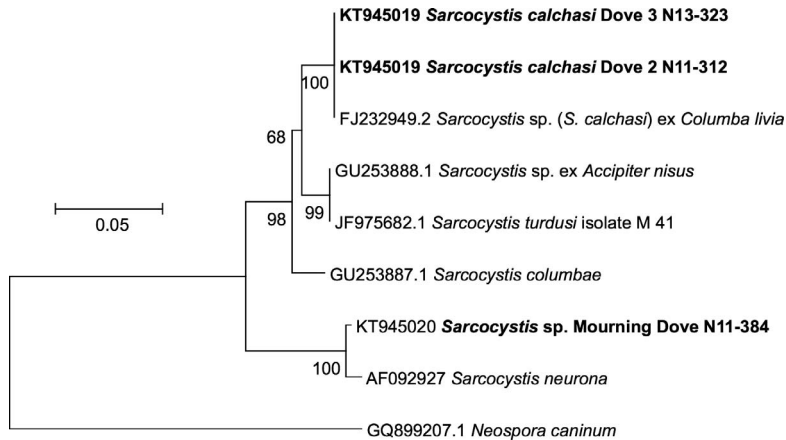 KT945019 Sarcocystis calchasi Dove 3 N13-323
KT945019 Sarcocystis calchasi Dove 2 N11-312
100
FJ232949.2 Sarcocystis sp. (S. calchasi) ex Columba livia
68
GU253888.1 Sarcocystis sp. ex Accipiter nisus
0.05
98
99
JF975682.1 Sarcocystis turdusi isolate M 41
GU253887.1 Sarcocystis columbae
KT945020 Sarcocystis sp. Mourning Dove N11-384
100
AF092927 Sarcocystis neurona
GQ899207.1 Neospora caninum